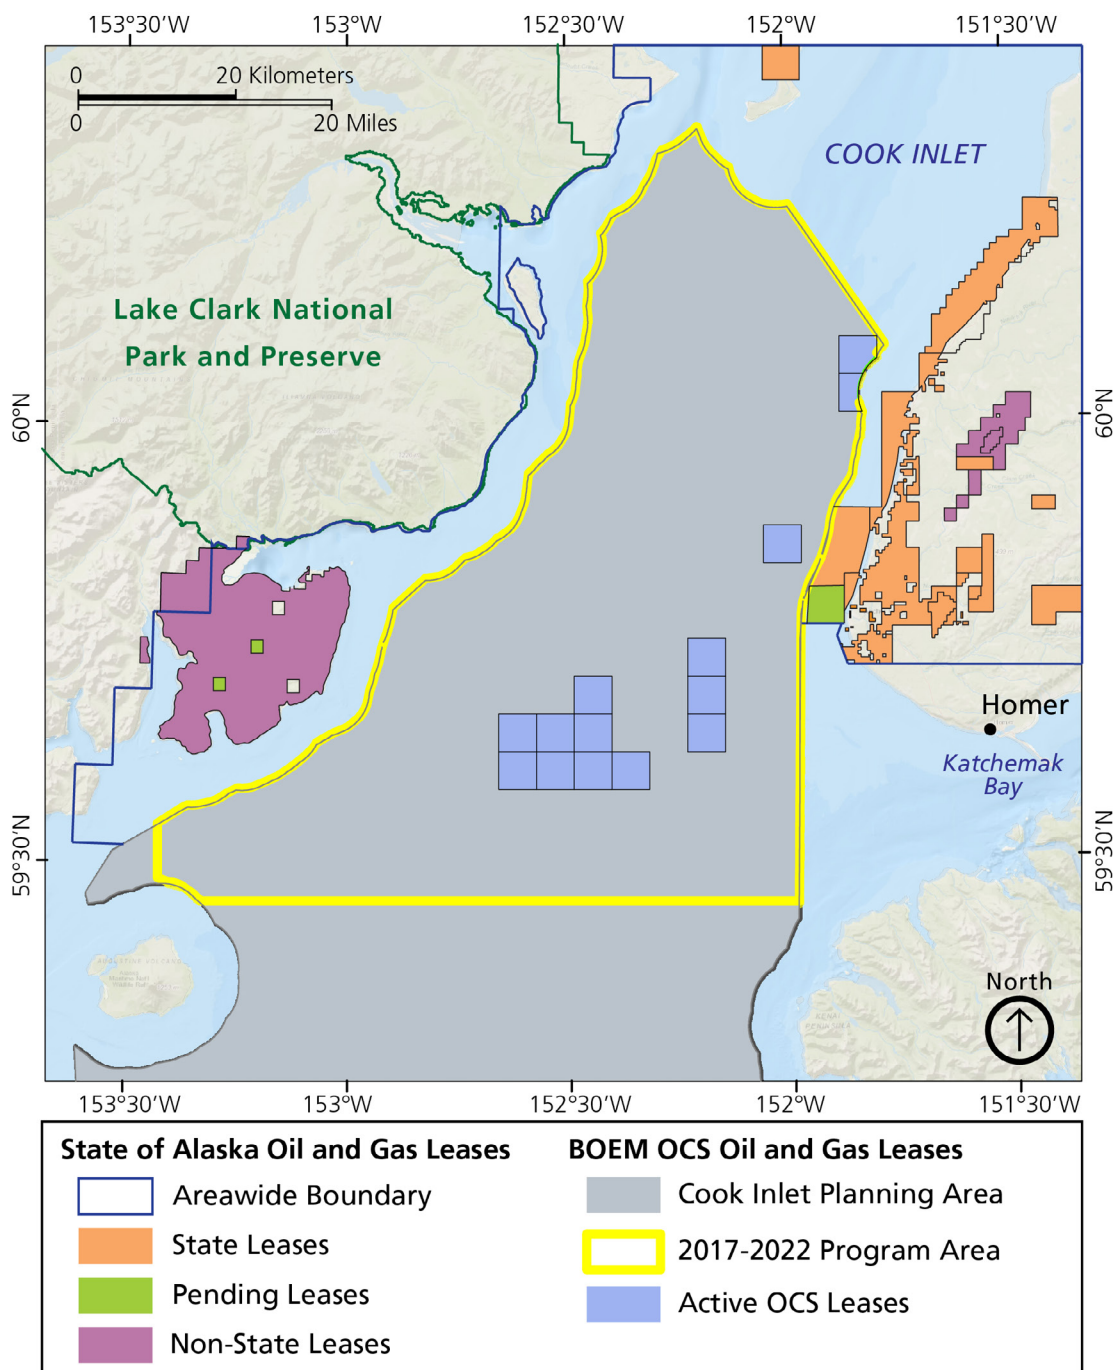 153°30′W 153°W 152°30′W 152°W 151°30′W
0 20 Kilometers
0 20 Miles
COOK INLET
Lake Clark National
Park and Preserve
60°N
60°N
Homer
Katchemak
Bay
59°30′N
59°30′N
North
153°30′W 153°W 152°30′W 152°W 151°30′W
State of Alaska Oil and Gas Leases
Areawide Boundary
State Leases
Pending Leases
Non-State Leases
BOEM OCS Oil and Gas Leases
Cook Inlet Planning Area
2017-2022 Program Area
Active OCS Leases